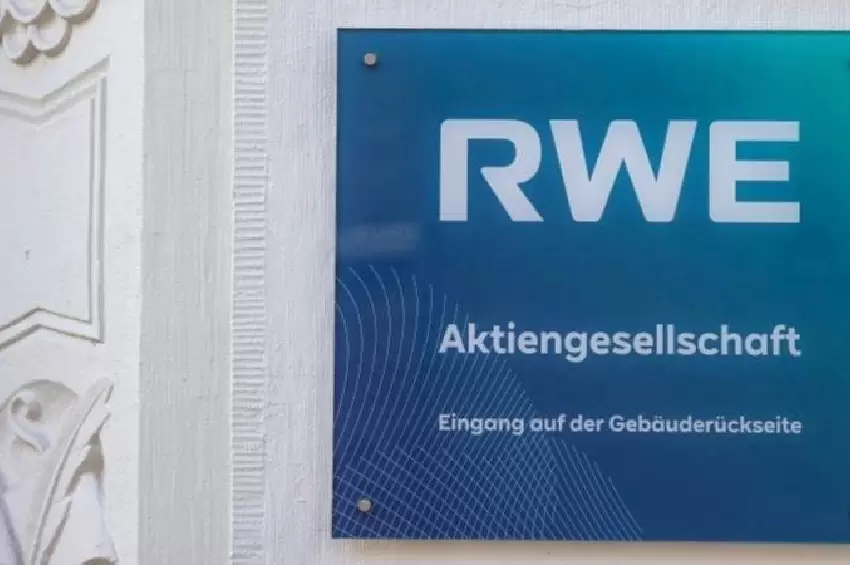 RWE
Aktiengesellschaft
Eingang auf der Gebäuderückseite